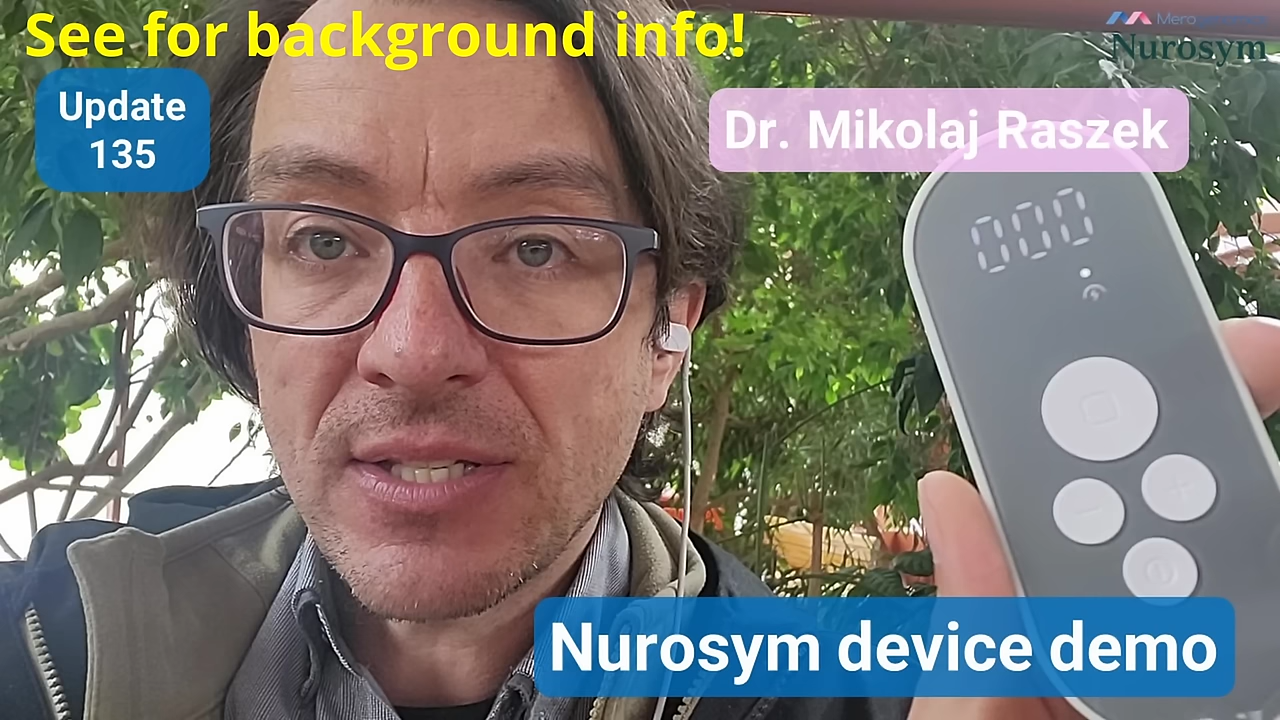 See for background info!
Update
135
Dr. Mikolaj Raszek
Nurosym
000
Nurosym device demo